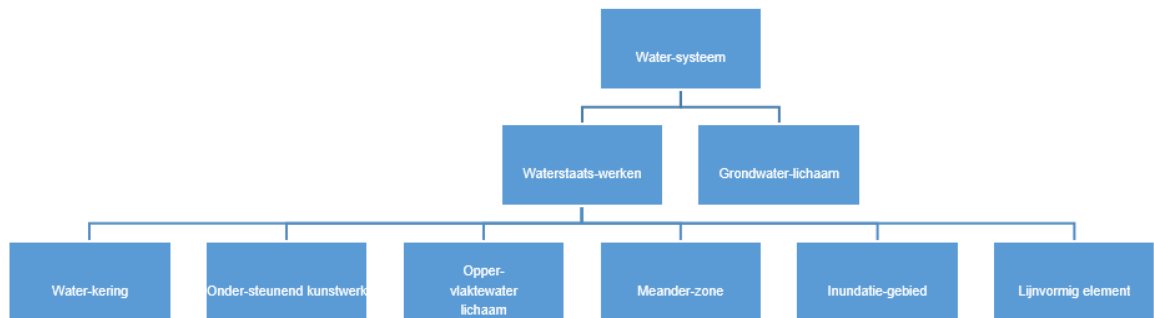 Water-systeem
Waterstaats-werken
Grondwater-lichaam
Water-kering
Onder-steunend kunstwerk
Opper-
vlaktewater
lichaam
Meander-zone
Inundatie-gebied
Lijnvormig element